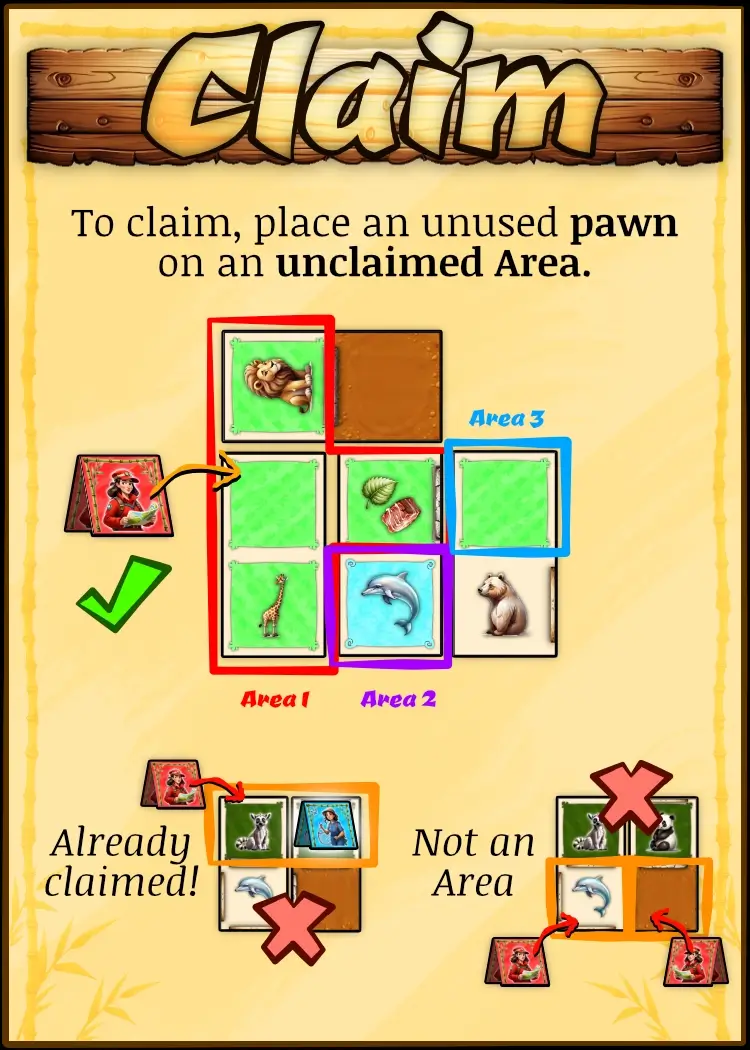 Claim
To claim, place an unused pawn
on an unclaimed Area.
Area 3
Area 1
Area 2
Already
claimed!
Not an
Area